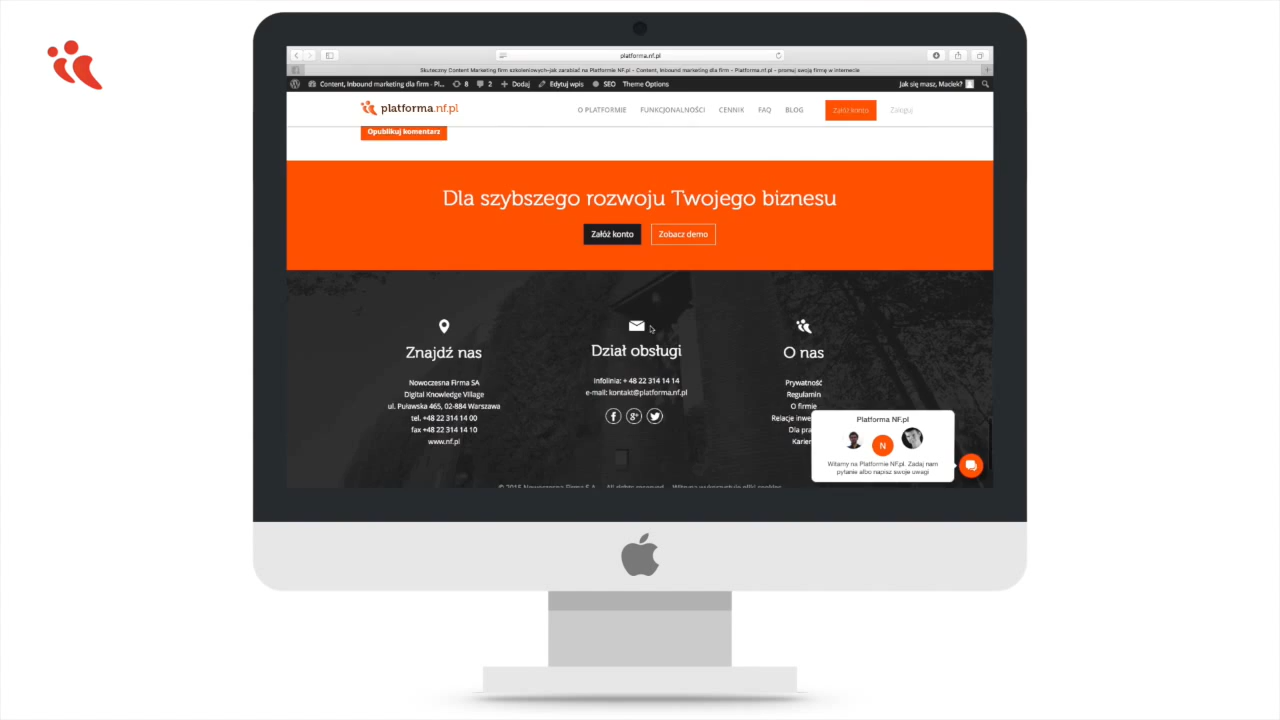 platforma.nf.pl
Skuteczny Content Marketing firm szkoleniowych-jak zarabiać na Platformie NF.pl - Content, Inbound marketing dla firm - Platforma.nf.pl - promuj swoją firmę w internecie
Content, Inbound marketing dla firm - Pl... 8 2 Dodaj Edytuj wpis SEO Theme Options Jak się masz, Maciek?
platforma.nf.pl O PLATFORMIE FUNKCJONALNOŚCI CENNIK FAQ BLOG Załóż konto Zaloguj
Opublikuj komentarz
Dla szybszego rozwoju Twojego biznesu
Załóż konto Zobacz demo
Znajdź nas
Nowoczesna Firma SA
Digital Knowledge Village
ul. Puławska 465, 02-884 Warszawa
tel. +48 22 314 14 00
fax +48 22 314 14 10
www.nf.pl
Dział obsługi
Infolinia: + 48 22 314 14 14
e-mail: kontakt@platforma.nf.pl
f g+
O nas
Prywatność
Regulamin
O firmie
Relacje inwe
Dla pra
Karie
Platforma NF.pl
N
Witamy na Platformie NF.pl. Zadaj nam
pytanie albo napisz swoje uwagi